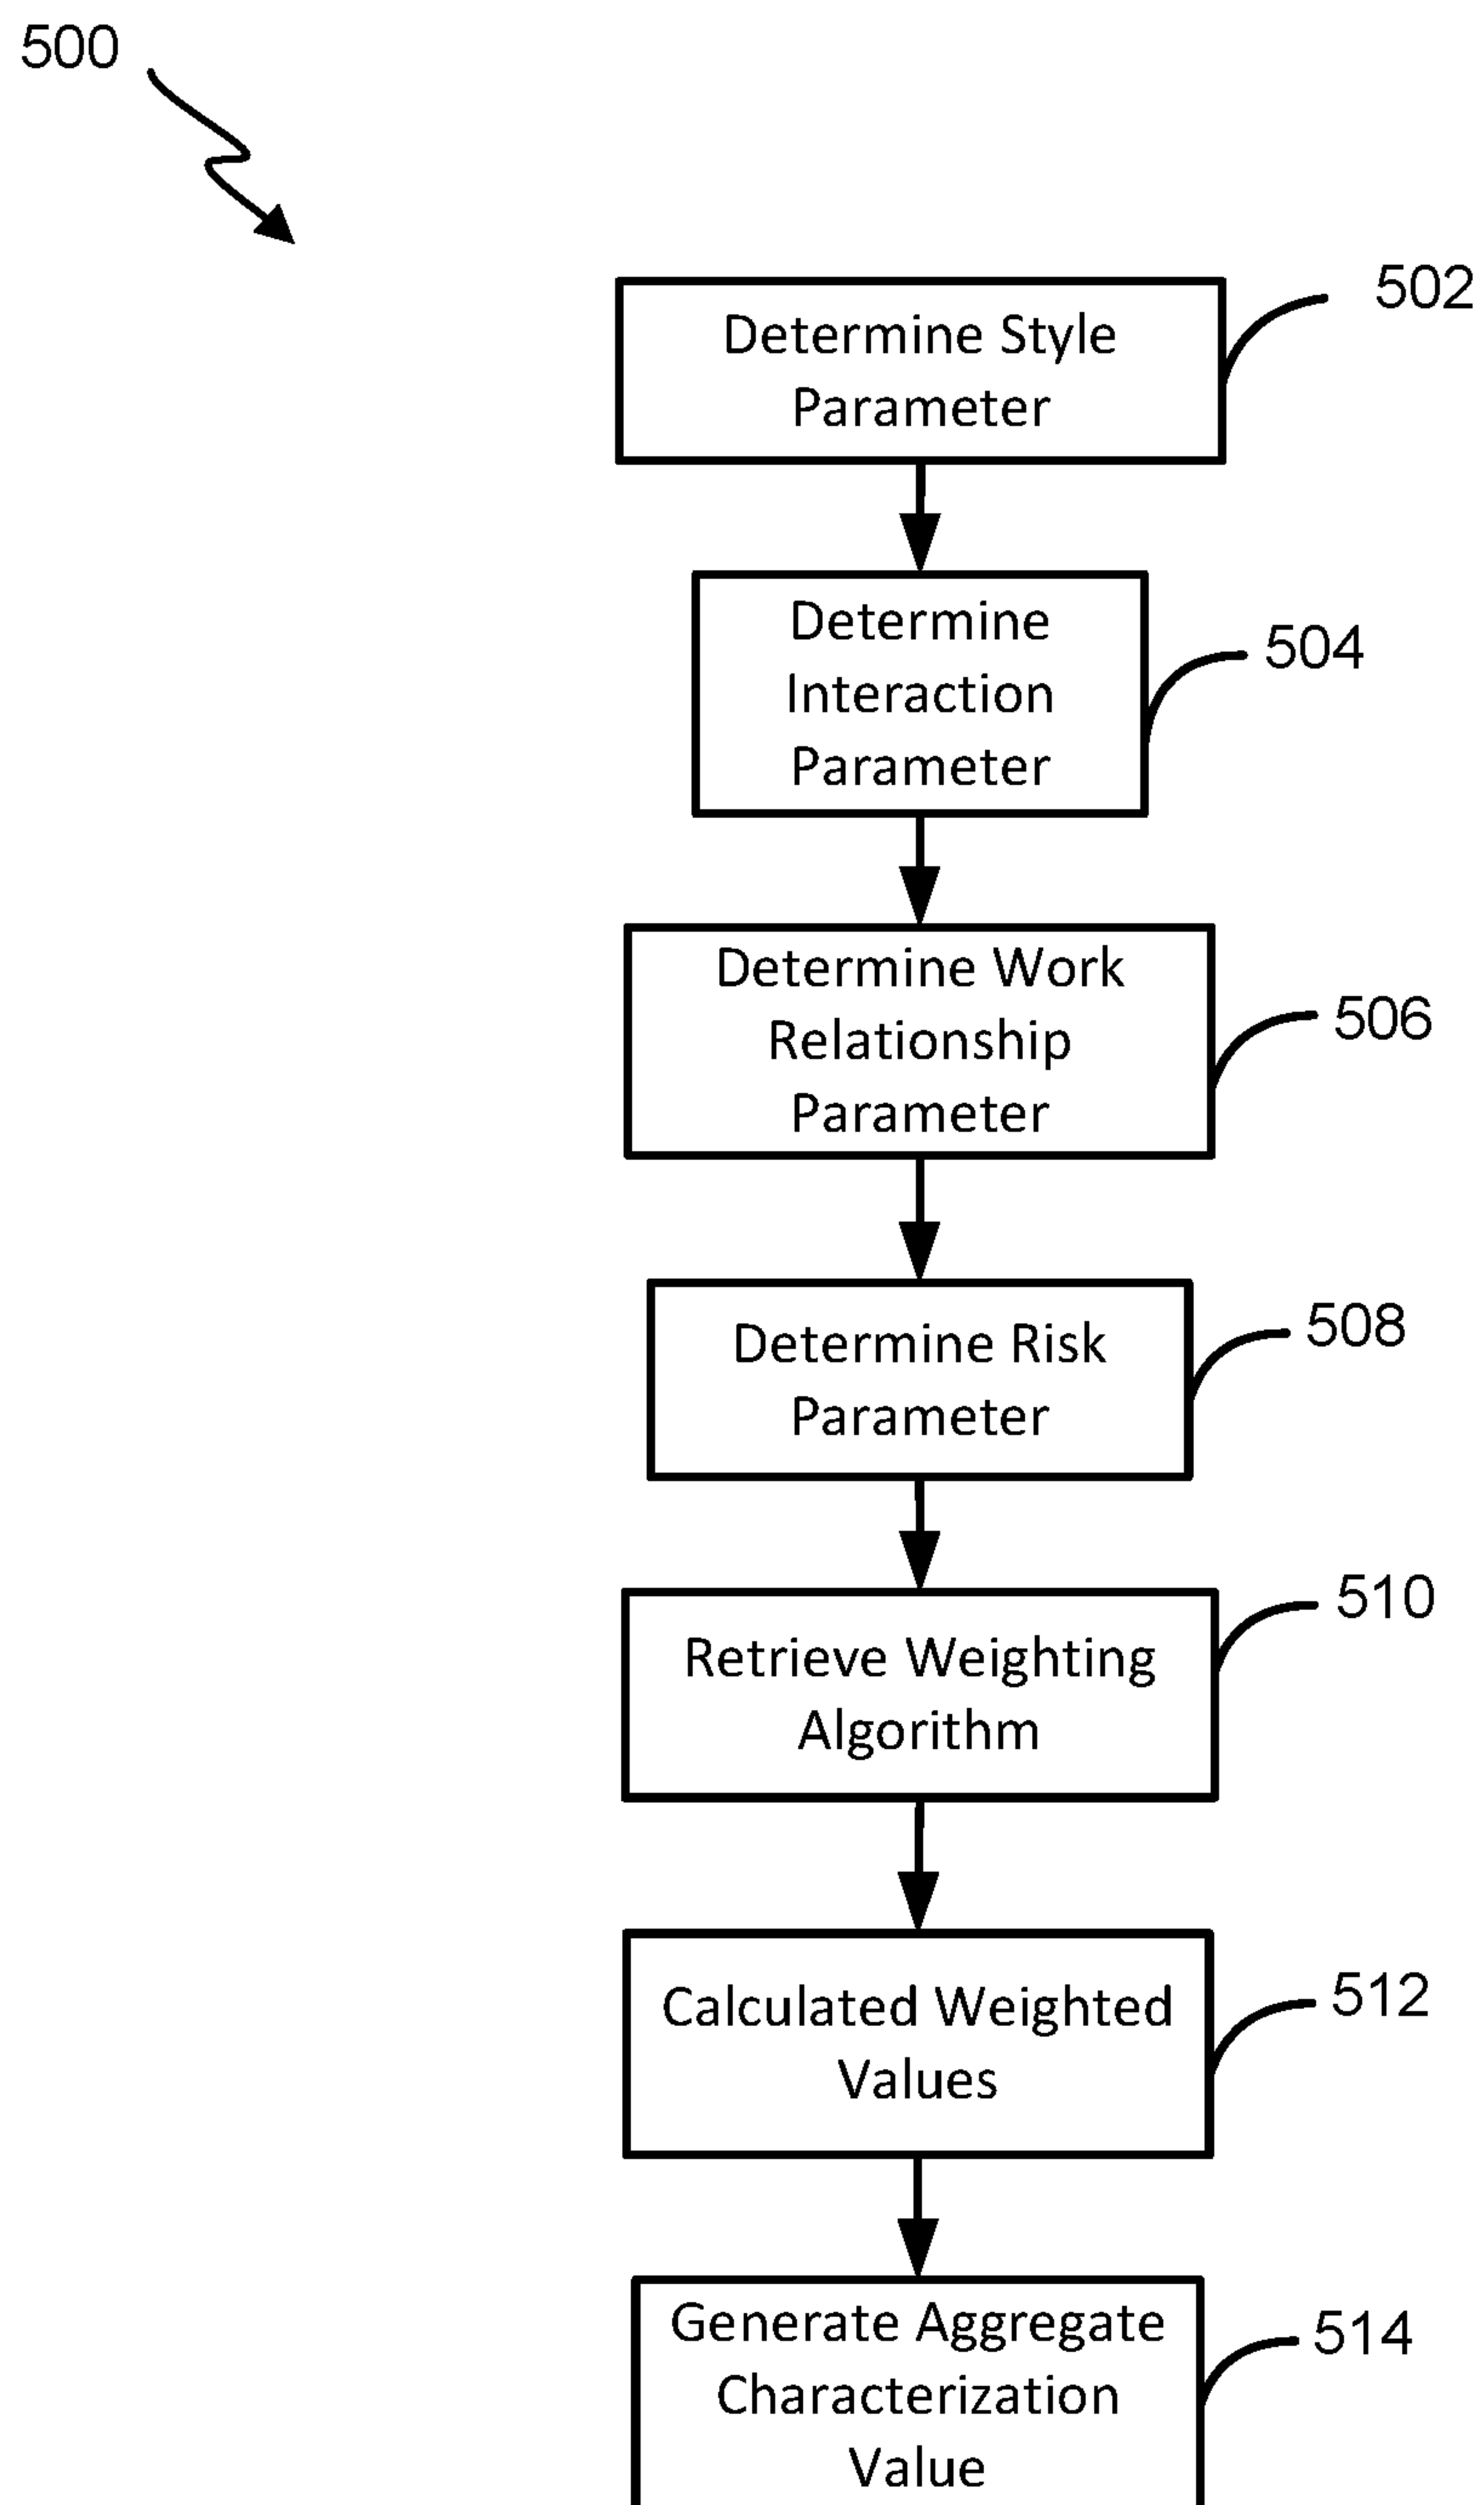 500
502
Determine Style
Parameter
504
Determine
Interaction
Parameter
506
Determine Work
Relationship
Parameter
508
Determine Risk
Parameter
510
Retrieve Weighting
Algorithm
512
Calculated Weighted
Values
514
Generate Aggregate
Characterization
Value